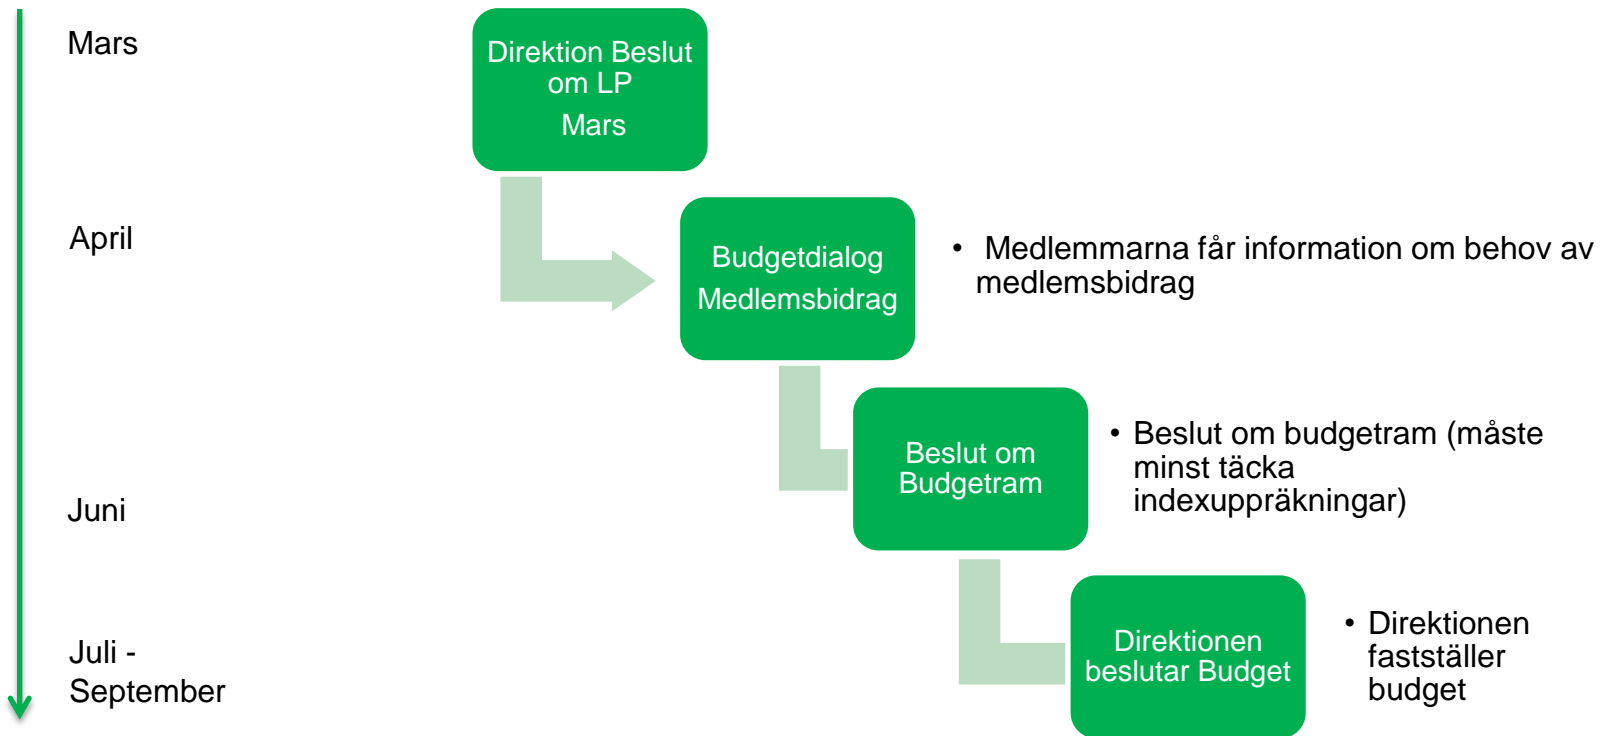 Mars
Direktion Beslut
om LP
Mars
April
Budgetdialog
Medlemsbidrag
• Medlemmarna får information om behov av
medlemsbidrag
Juni
Beslut om
Budgetram
• Beslut om budgetram (måste
minst täcka
indexuppräkningar)
Juli -
September
Direktionen
beslutar Budget
• Direktionen
fastställer
budget